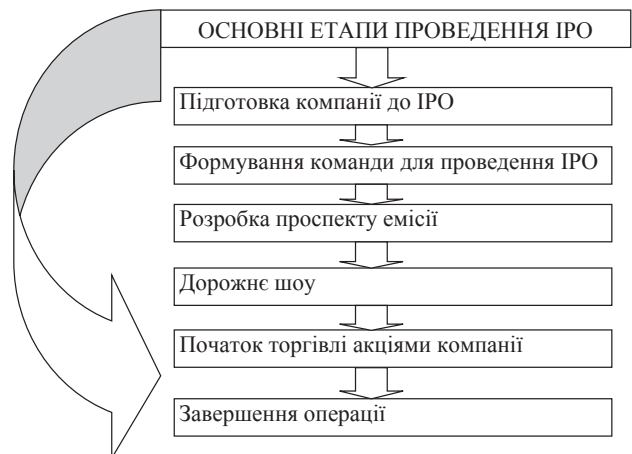 ОСНОВНІ ЕТАПИ ПРОВЕДЕННЯ ІРО
Підготовка компанії до ІРО
Формування команди для проведення ІРО
Розробка проспекту емісії
Дорожнє шоу
Початок торгівлі акціями компанії
Завершення операції